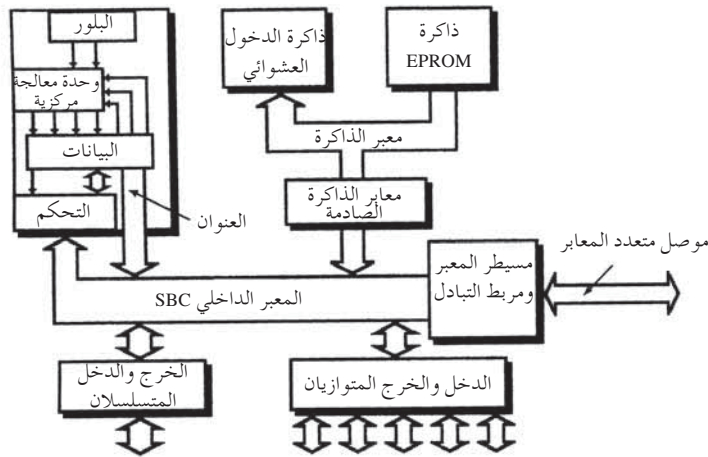 البلور
وحدة معالجة
مركزية
البيانات
التحكم
العنوان
ذاكرة الدخول
العشوائي
ذاكرة
EPROM
معبر الذاكرة
معابر الذاكرة
الصادمة
مسيطر المعبر
ومربط التبادل
موصل متعدد المعابر
المعبر الداخلي SBC
الخرج والدخل
المتسلسلان
الدخل والخرج المتوازيان